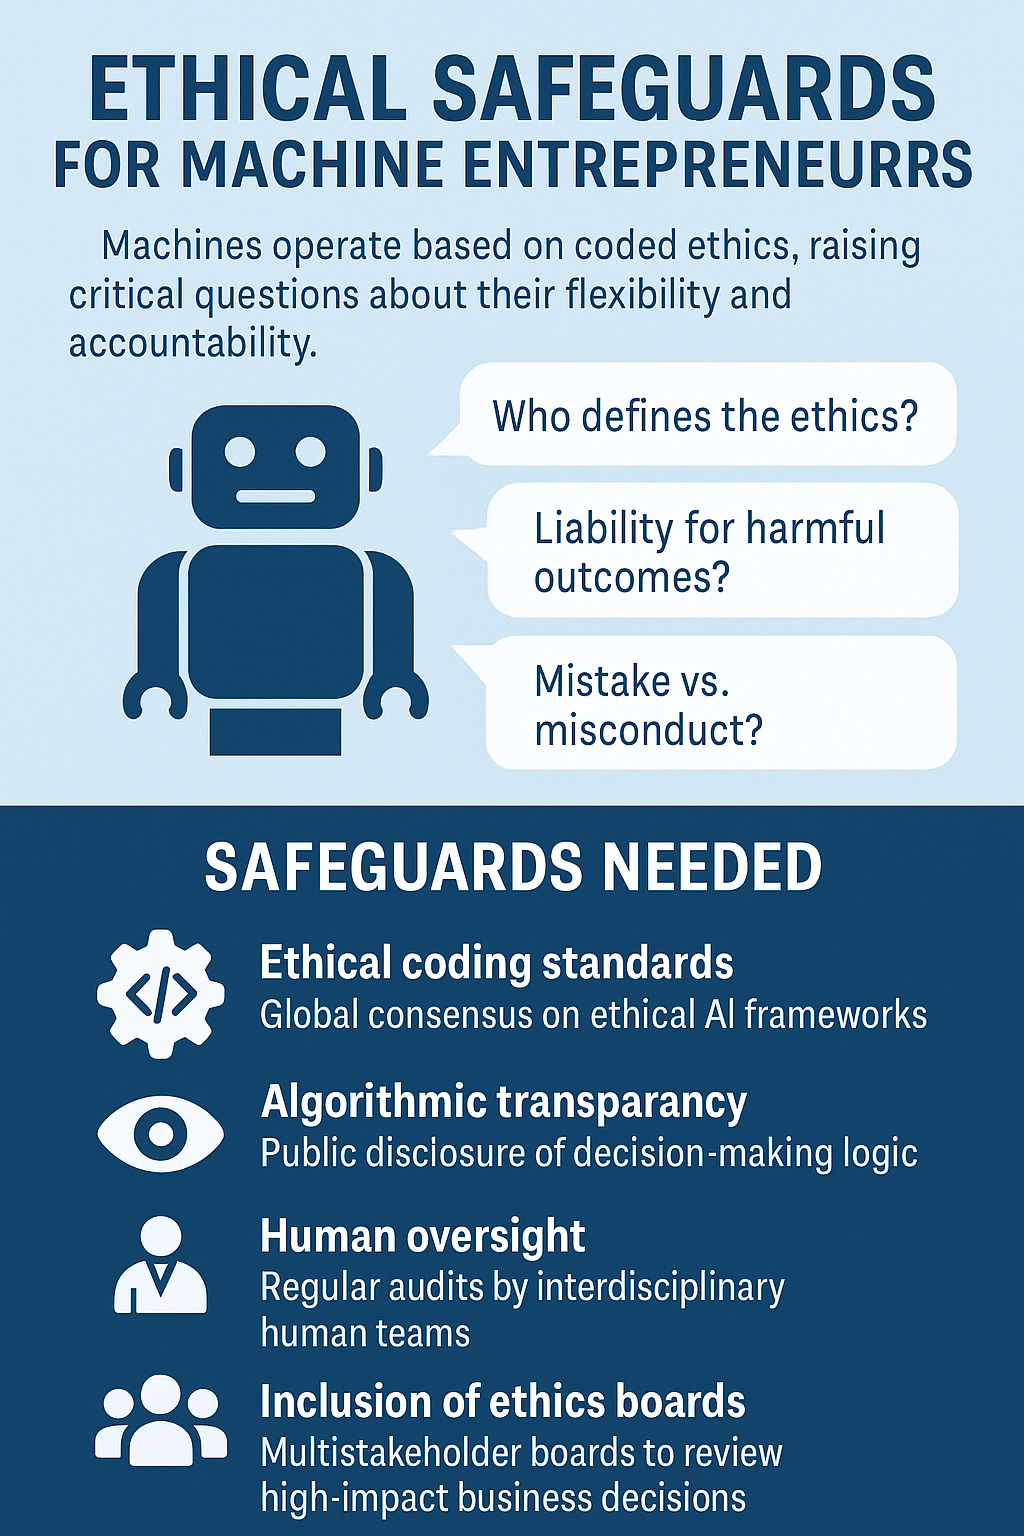 ETHICAL SAFEGUARDS
FOR MACHINE ENTREPRENEURRS
Machines operate based on coded ethics, raising
critical questions about their flexibility and
accountability.
Who defines the ethics?
Liability for harmful
outcomes?
Mistake vs.
misconduct?
SAFEGUARDS NEEDED
</>
Ethical coding standards
Global consensus on ethical AI frameworks
Algorithmic transparancy
Public disclosure of decision-making logic
Human oversight
Regular audits by interdisciplinary
human teams
Inclusion of ethics boards
Multistakeholder boards to review
high-impact business decisions